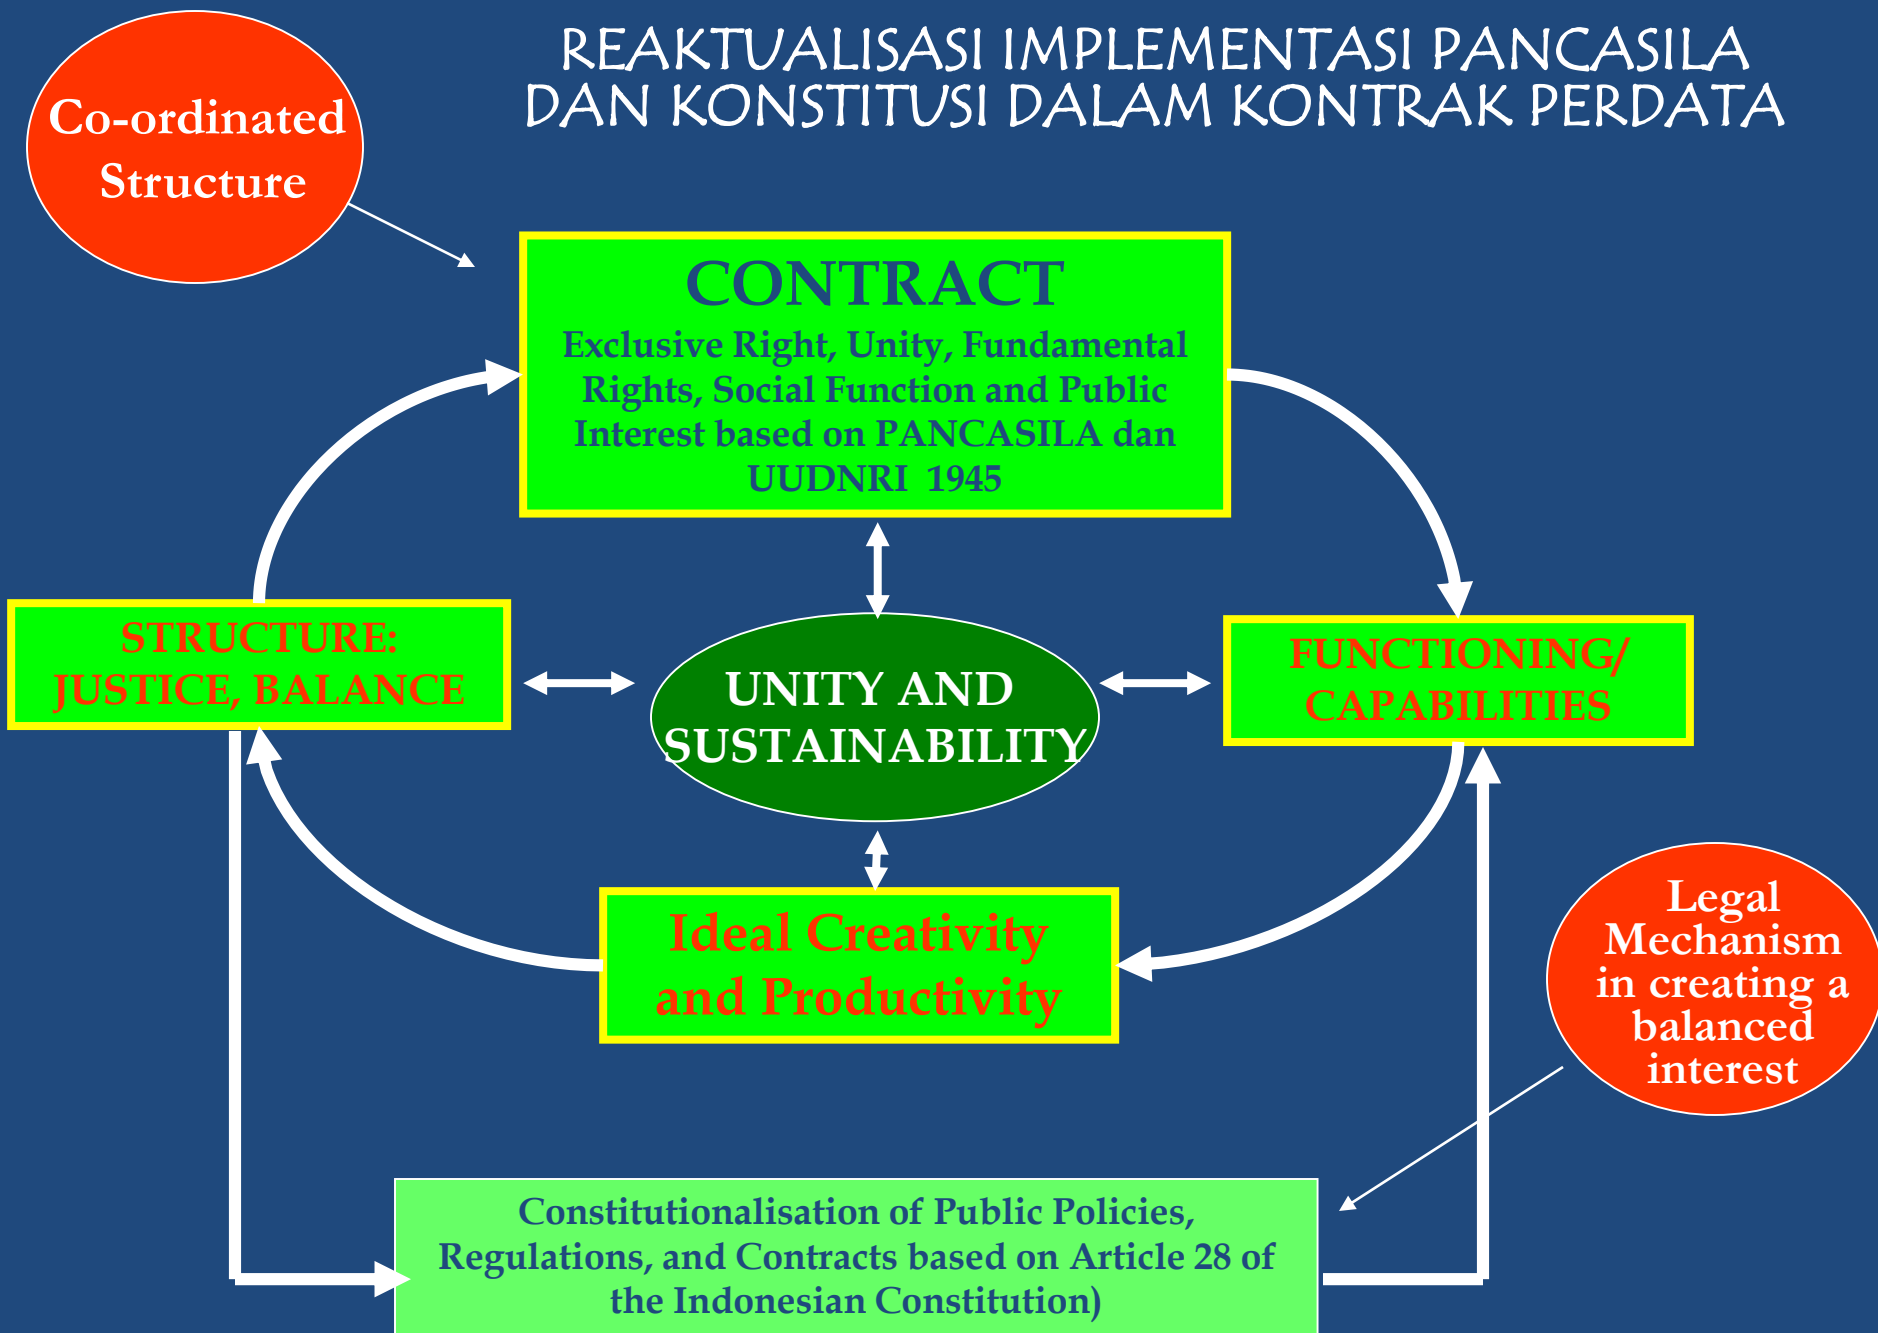 REAKTUALISASI IMPLEMENTASI PANCASILA
DAN KONSTITUSI DALAM KONTRAK PERDATA
Co-ordinated
Structure
CONTRACT
Exclusive Right, Unity, Fundamental
Rights, Social Function and Public
Interest based on PANCASILA dan
UUDNRI 1945
STRUCTURE:
JUSTICE, BALANCE
UNITY AND
SUSTAINABILITY
FUNCTIONING/
CAPABILITIES
Ideal Creativity
and Productivity
Legal
Mechanism
in creating a
balanced
interest
Constitutionalisation of Public Policies,
Regulations, and Contracts based on Article 28 of
the Indonesian Constitution)